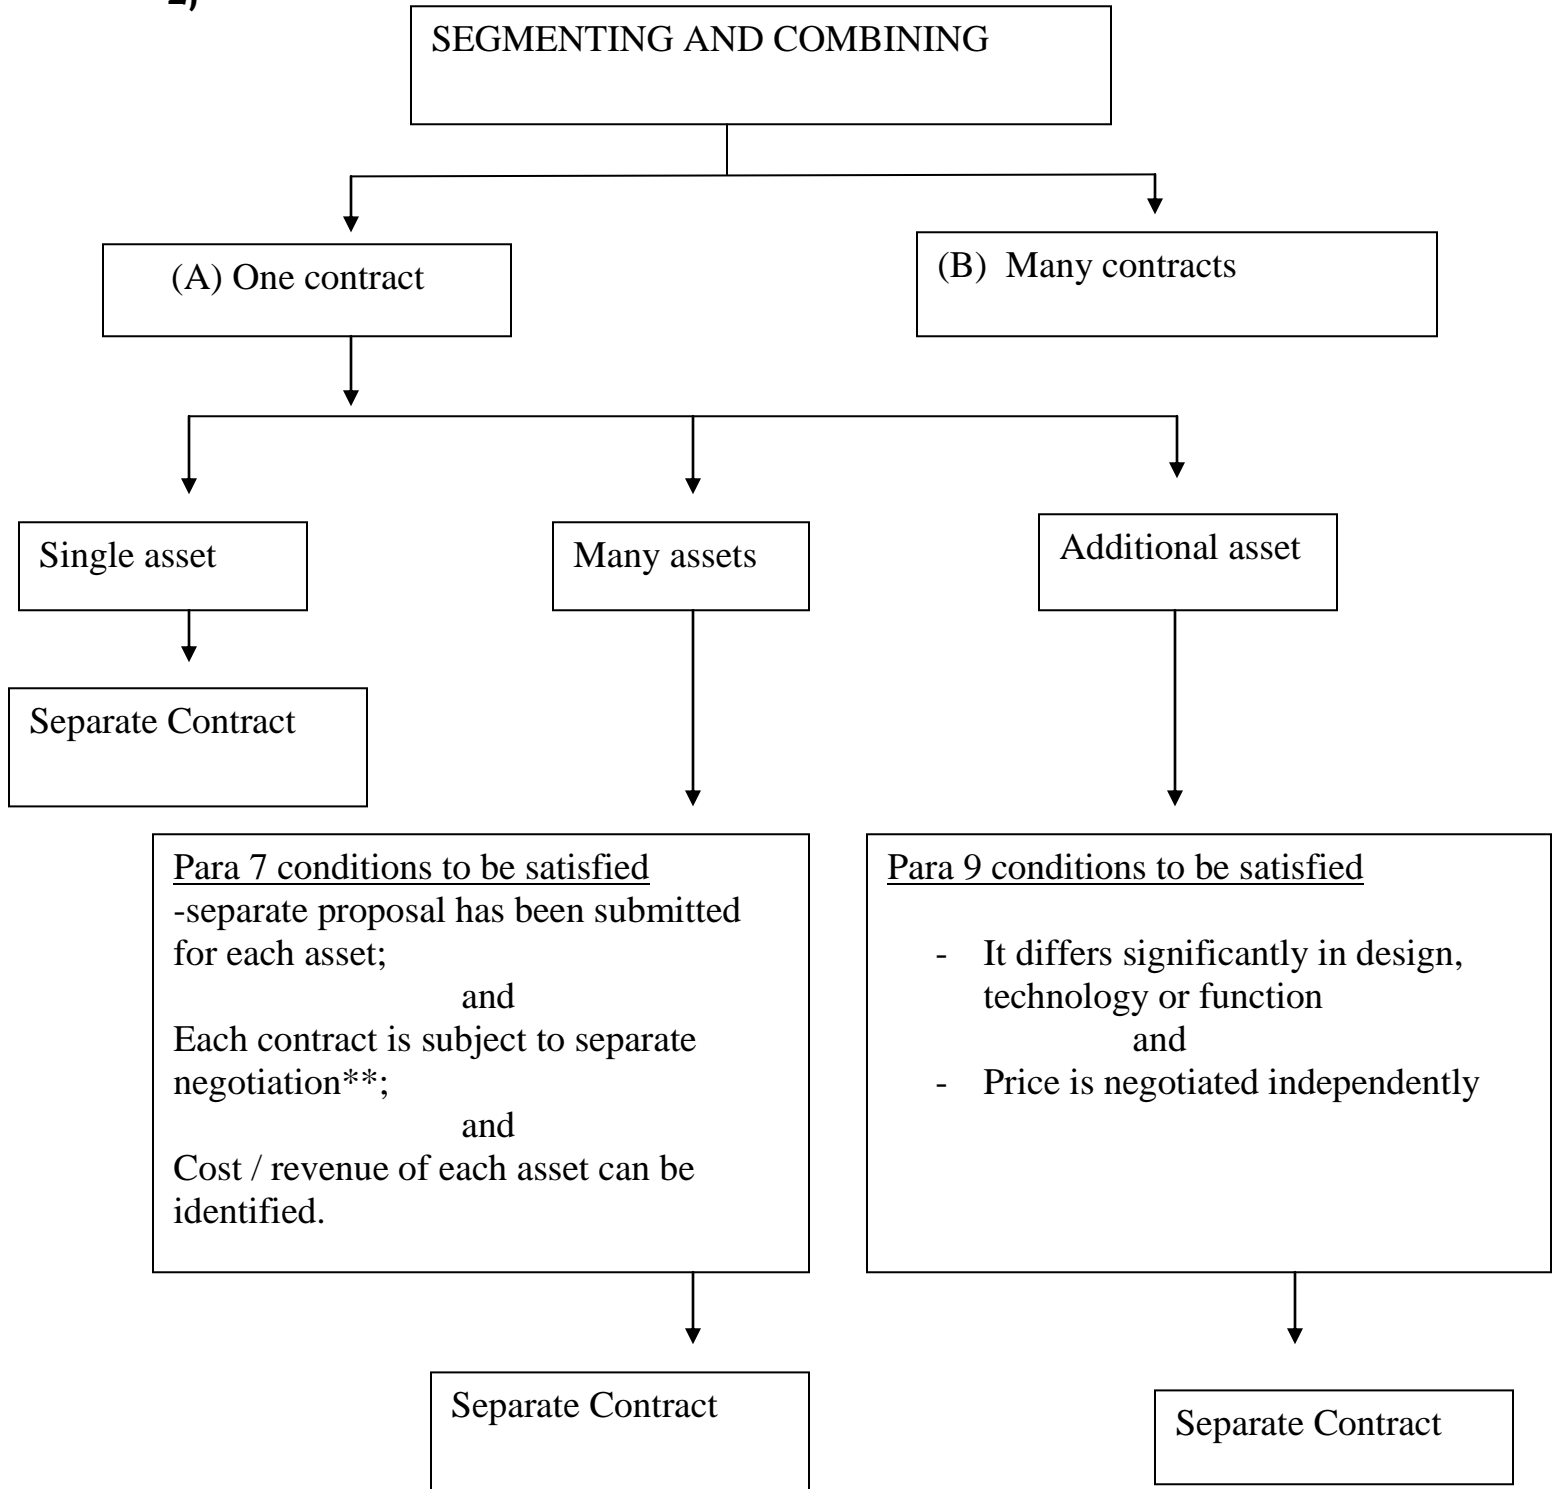 SEGMENTING AND COMBINING
(A) One contract
(B) Many contracts
Single asset
Many assets
Additional asset
Separate Contract
Para 7 conditions to be satisfied
-separate proposal has been submitted
for each asset;
and
Each contract is subject to separate
negotiation**;
and
Cost / revenue of each asset can be
identified.
Para 9 conditions to be satisfied
- It differs significantly in design,
technology or function
and
- Price is negotiated independently
Separate Contract
Separate Contract